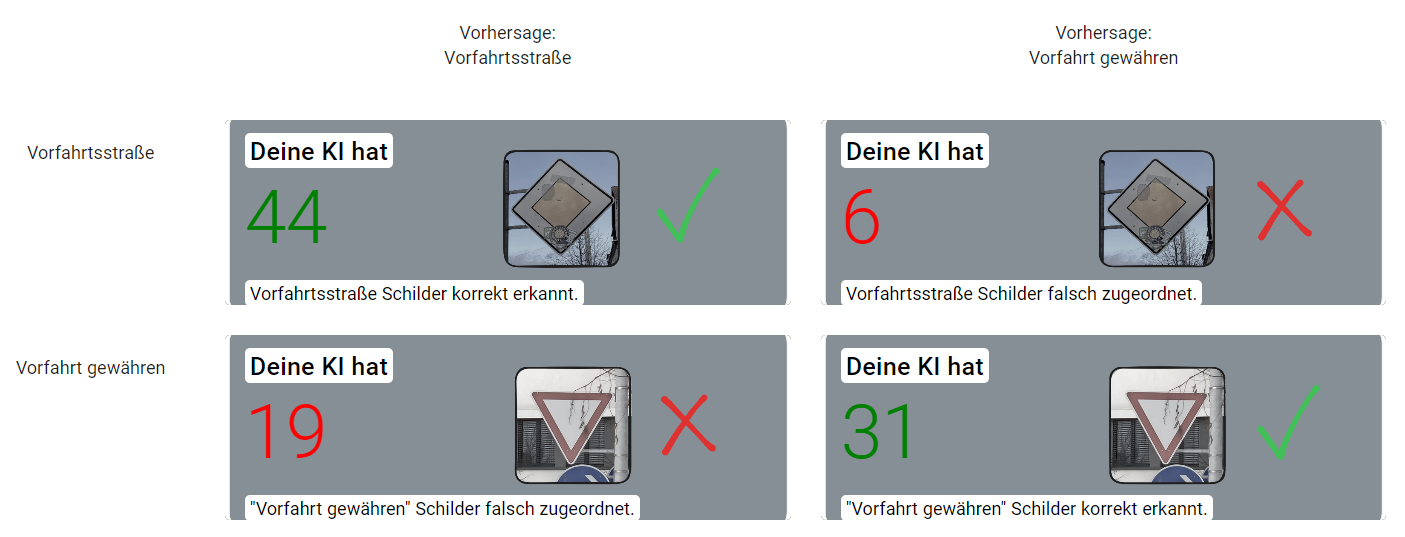 Vorhersage:
Vorfahrtsstraße
Vorhersage:
Vorfahrt gewähren
Vorfahrtsstraße
Deine KI hat
44
Vorfahrtsstraße Schilder korrekt erkannt.
Deine KI hat
6
Vorfahrtsstraße Schilder falsch zugeordnet.
Vorfahrt gewähren
Deine KI hat
19
"Vorfahrt gewähren" Schilder falsch zugeordnet.
Deine KI hat
31
"Vorfahrt gewähren" Schilder korrekt erkannt.